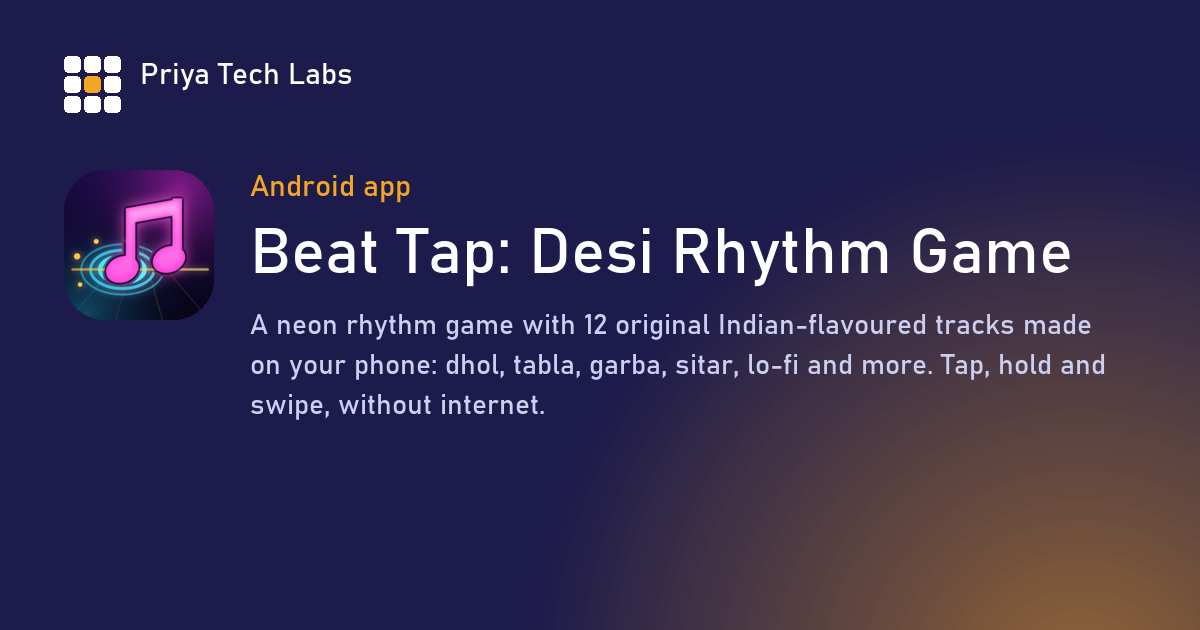 Priya Tech Labs
Android app
Beat Tap: Desi Rhythm Game
A neon rhythm game with 12 original Indian-flavoured tracks made
on your phone: dhol, tabla, garba, sitar, lo-fi and more. Tap, hold and
swipe, without internet.